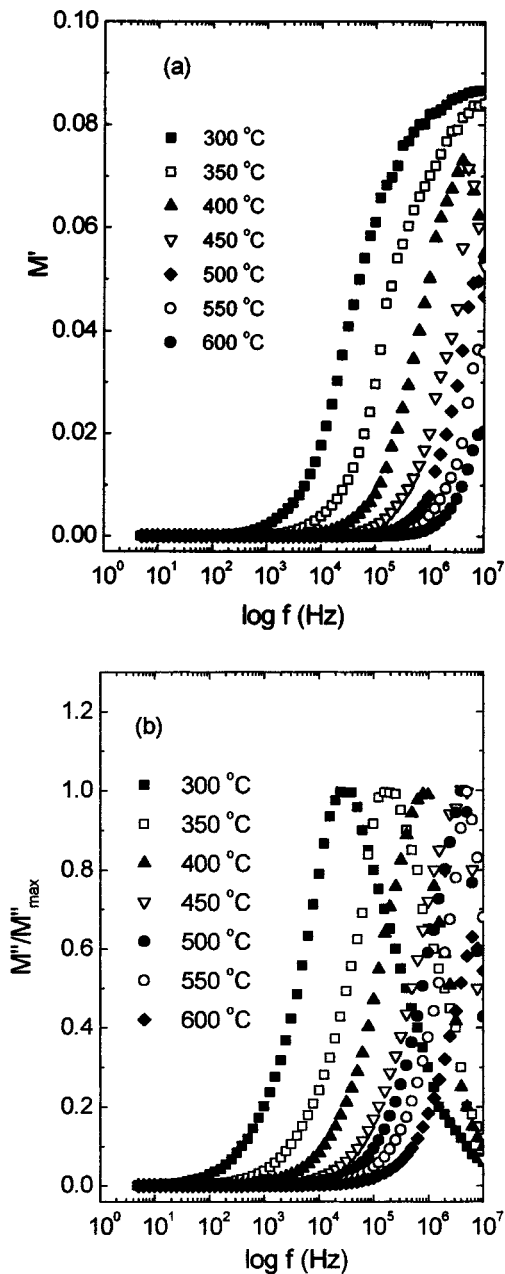 0.10
(a)
300 °C
0.08
350 °C
400 °C
0.06
450 °C
M'
500 °C
0.04
550 °C
600 °C
0.02
0.00
10⁰ 10¹ 10² 10³ 10⁴ 10⁵ 10⁶ 10⁷
log f (Hz)
1.2
(b)
300 °C
1.0
350 °C
0.8
400 °C
450 °C
M"/M"max
0.6
500 °C
550 °C
0.4
600 °C
0.2
0.0
10⁰ 10¹ 10² 10³ 10⁴ 10⁵ 10⁶ 10⁷
log f (Hz)